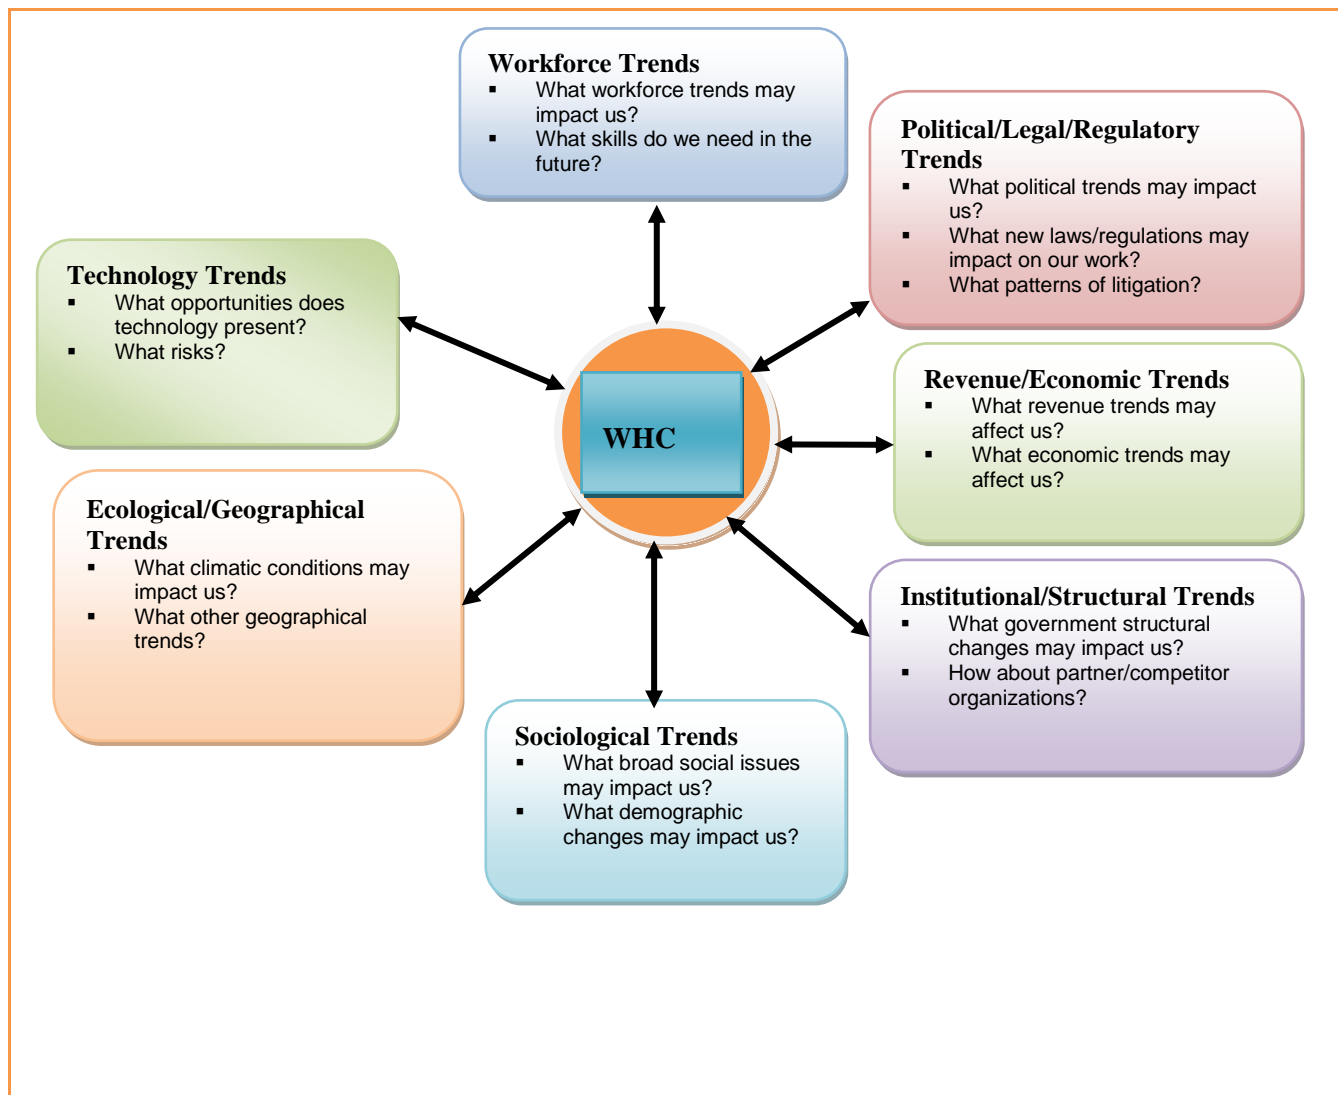 Workforce Trends
▪ What workforce trends may
impact us?
▪ What skills do we need in the
future?
Political/Legal/Regulatory
Trends
▪ What political trends may impact
us?
▪ What new laws/regulations may
impact on our work?
▪ What patterns of litigation?
Technology Trends
▪ What opportunities does
technology present?
▪ What risks?
WHC
Revenue/Economic Trends
▪ What revenue trends may
affect us?
▪ What economic trends may
affect us?
Ecological/Geographical
Trends
▪ What climatic conditions may
impact us?
▪ What other geographical
trends?
Institutional/Structural Trends
▪ What government structural
changes may impact us?
▪ How about partner/competitor
organizations?
Sociological Trends
▪ What broad social issues
may impact us?
▪ What demographic
changes may impact us?